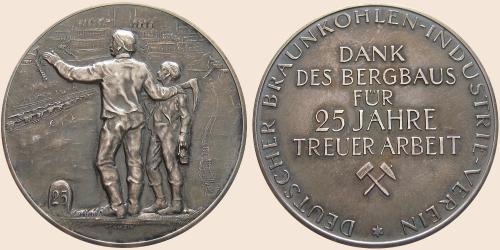 25
DEUTSCHER BRAUNKOHLEN-INDUSTRIE-VEREIN
DANK
DES BERGBAUS
FÜR
25 JAHRE
TREUER ARBEIT